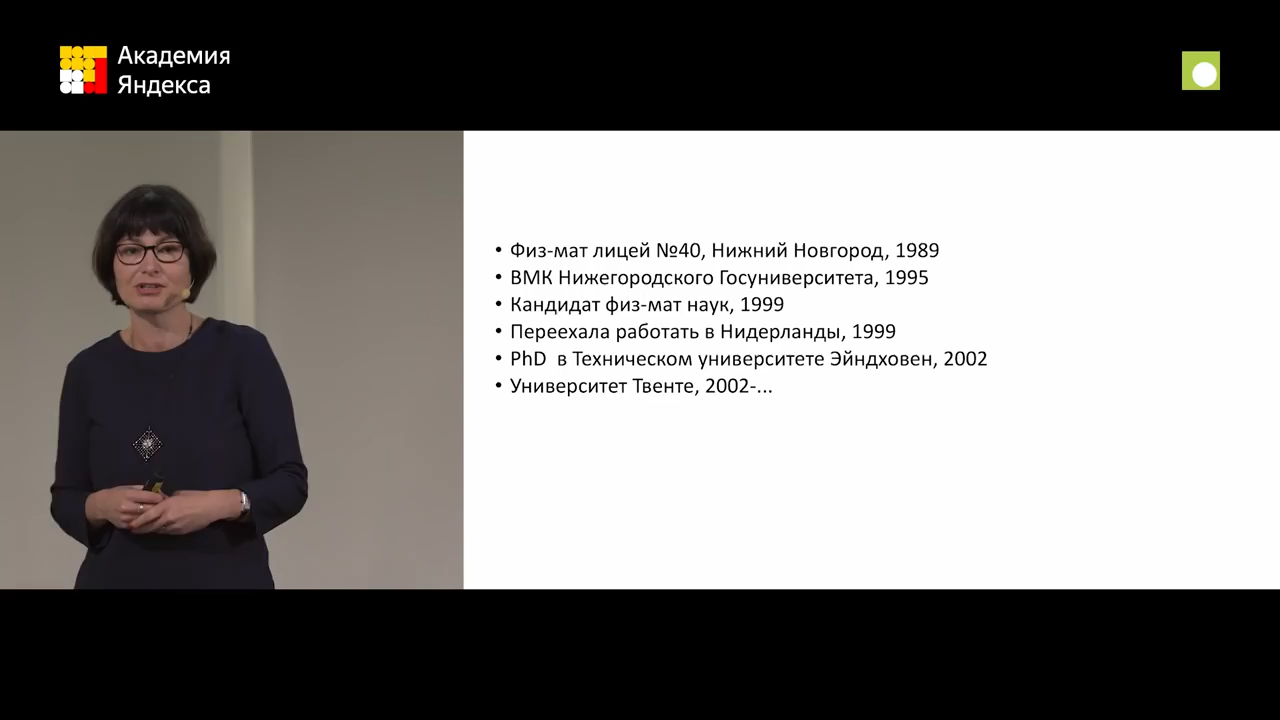 Академия
Яндекса
• Физ-мат лицей №40, Нижний Новгород, 1989
• ВМК Нижегородского Госуниверситета, 1995
• Кандидат физ-мат наук, 1999
• Переехала работать в Нидерланды, 1999
• PhD  в Техническом университете Эйндховен, 2002
• Университет Твенте, 2002-...